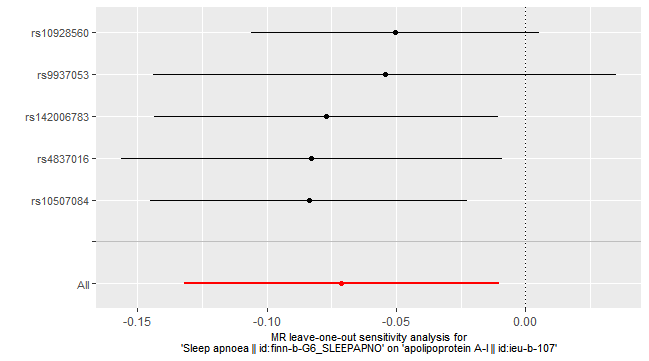 rs10928560
rs9937053
rs142006783
rs4837016
rs10507084
All
-0.15 -0.10 -0.05 0.00
MR leave-one-out sensitivity analysis for
'Sleep apnoea || id:finn-b-G6_SLEEPAPNO' on 'apolipoprotein A-I || id:ieu-b-107'